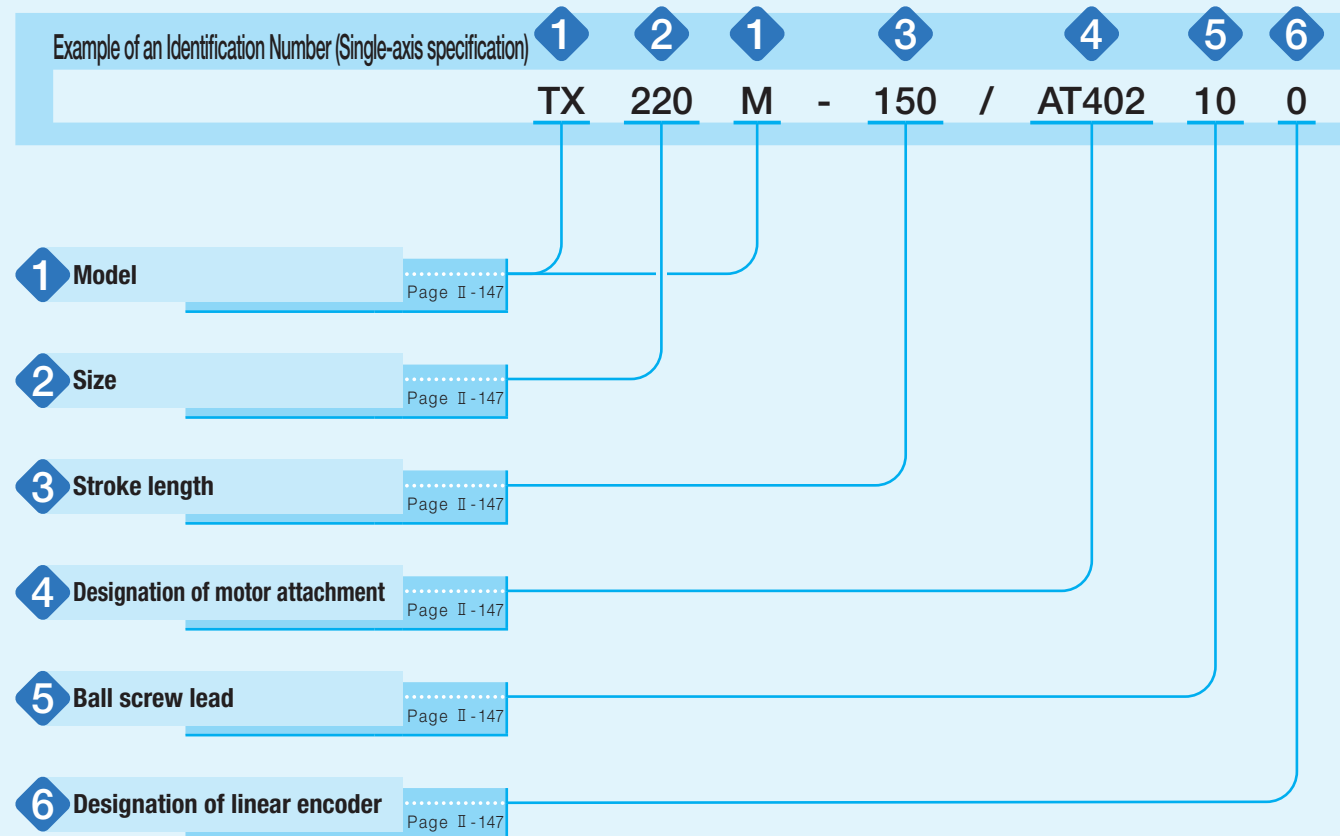 Example of an Identification Number (Single-axis specification) 1 2 1 3 4 5 6
TX 220 M - 150 / AT402 10 0
1 Model
Page Ⅱ-147
2 Size
Page Ⅱ-147
3 Stroke length
Page Ⅱ-147
4 Designation of motor attachment
Page Ⅱ-147
5 Ball screw lead
Page Ⅱ-147
6 Designation of linear encoder
Page Ⅱ-147